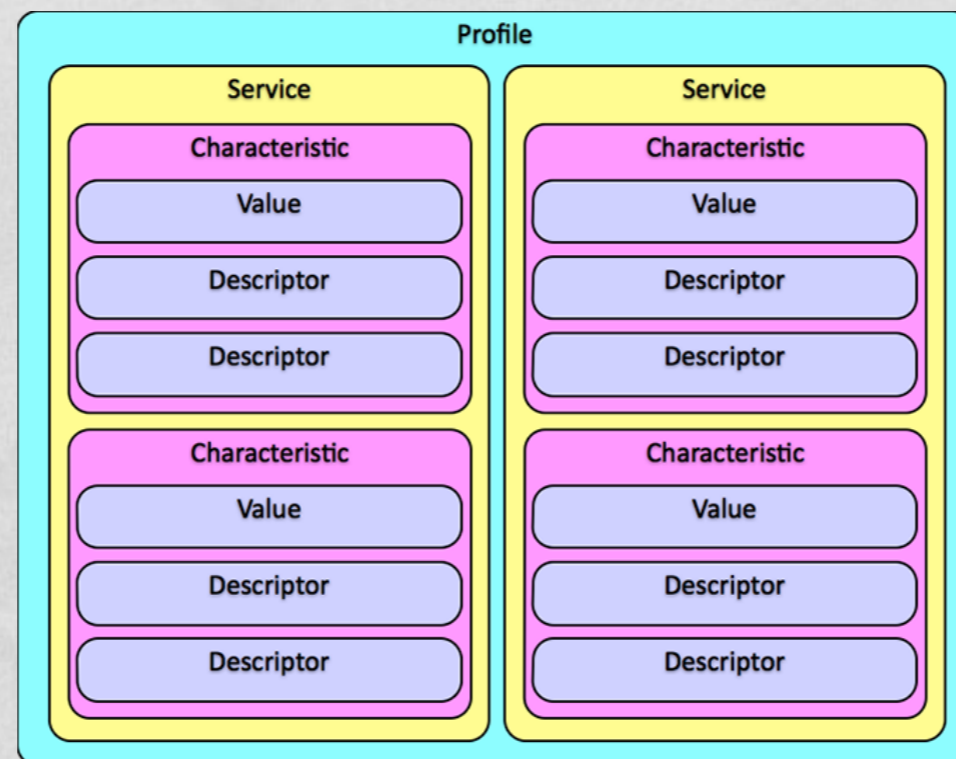 Profile
Service
Characteristic
Value
Descriptor
Descriptor
Characteristic
Value
Descriptor
Descriptor
Service
Characteristic
Value
Descriptor
Descriptor
Characteristic
Value
Descriptor
Descriptor